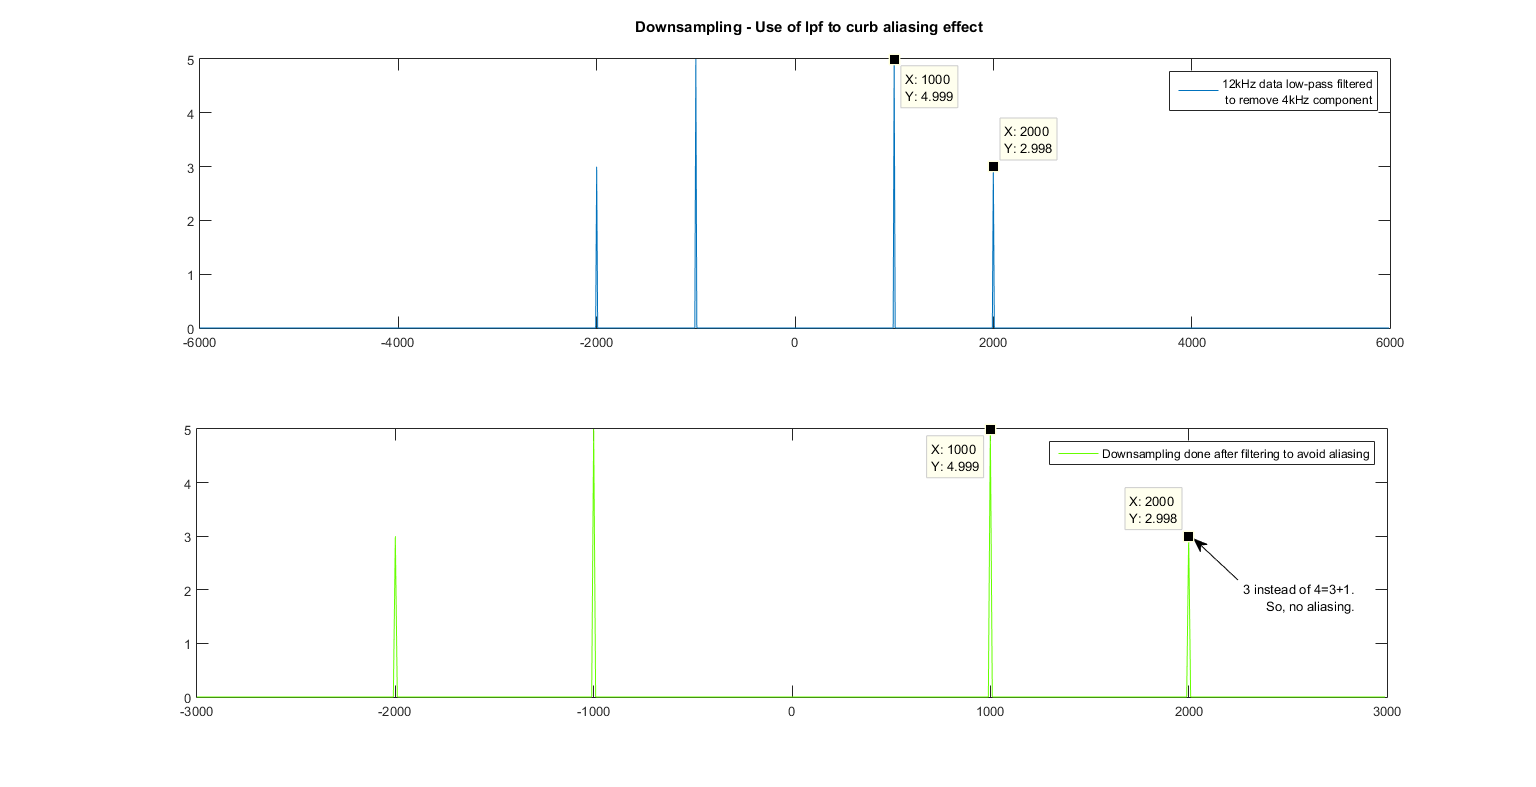 Downsampling - Use of lpf to curb aliasing effect
5
4
3
2
1
0
X: 1000
Y: 4.999
X: 2000
Y: 2.998
12kHz data low-pass filtered
to remove 4kHz component
-6000 -4000 -2000 0 2000 4000 6000
5
4
3
2
1
0
X: 1000
Y: 4.999
Downsampling done after filtering to avoid aliasing
X: 2000
Y: 2.998
3 instead of 4=3+1.
So, no aliasing.
-3000 -2000 -1000 0 1000 2000 3000